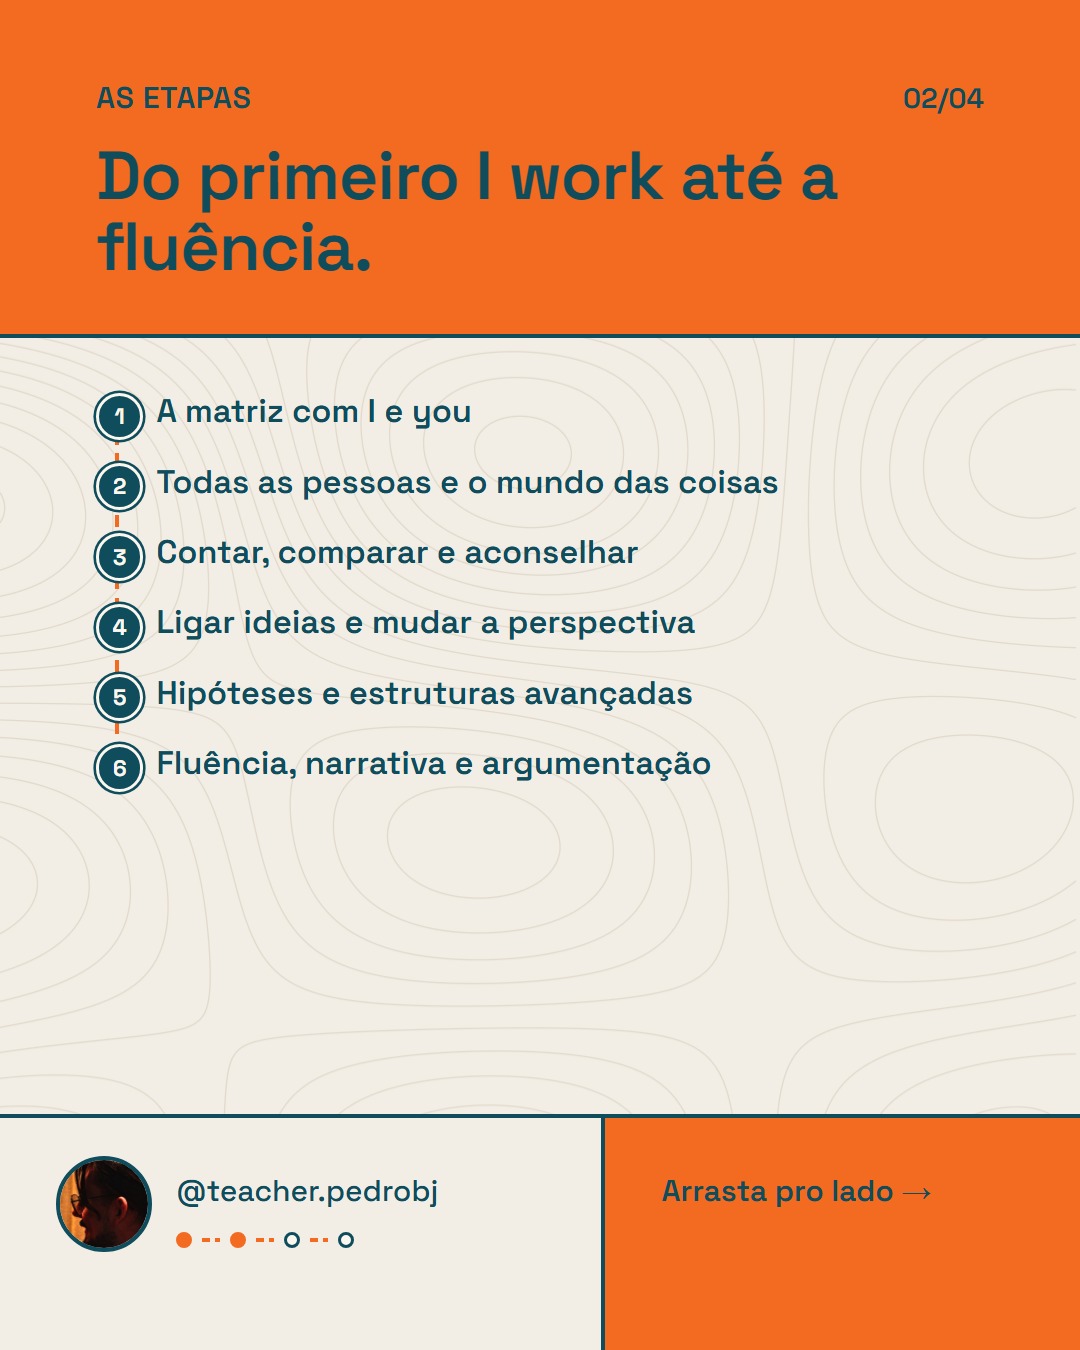 AS ETAPAS
02/04
Do primeiro I work até a
fluência.
1 A matriz com I e you
2 Todas as pessoas e o mundo das coisas
3 Contar, comparar e aconselhar
4 Ligar ideias e mudar a perspectiva
5 Hipóteses e estruturas avançadas
6 Fluência, narrativa e argumentação
@teacher.pedrobj
Arrasta pro lado →